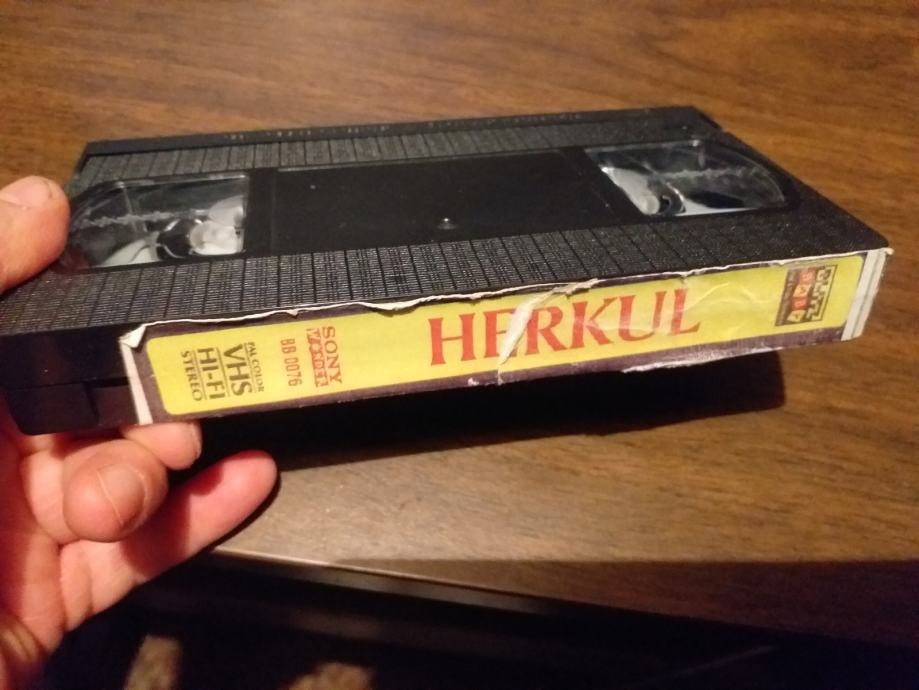 PAL COLOR
VHS
HI-FI
STEREO
SONY
BB 0076
HERKUL